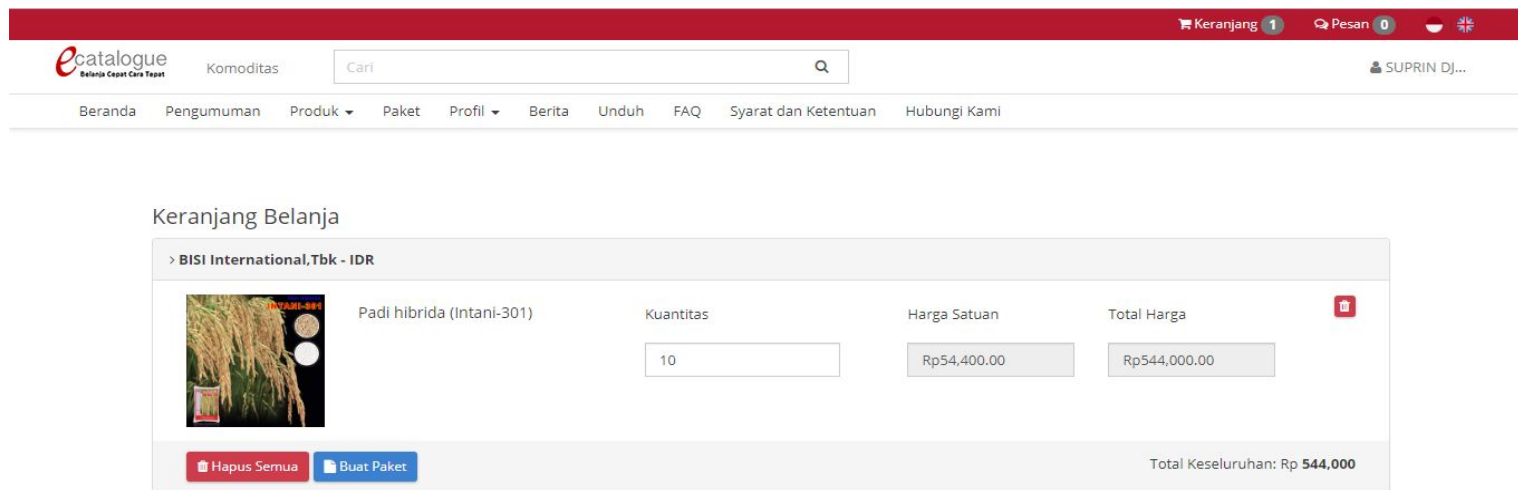 Keranjang 1 Pesan 0
ecatalogue
Belanja Cepat Cara Tepat
Komoditas Cari SUPRIN DJ...
Beranda Pengumuman Produk Paket Profil Berita Unduh FAQ Syarat dan Ketentuan Hubungi Kami
Keranjang Belanja
> BISI International,Tbk - IDR
INTANI-301
Padi hibrida (Intani-301) Kuantitas Harga Satuan Total Harga
10 Rp54,400.00 Rp544,000.00
Hapus Semua Buat Paket Total Keseluruhan: Rp 544,000